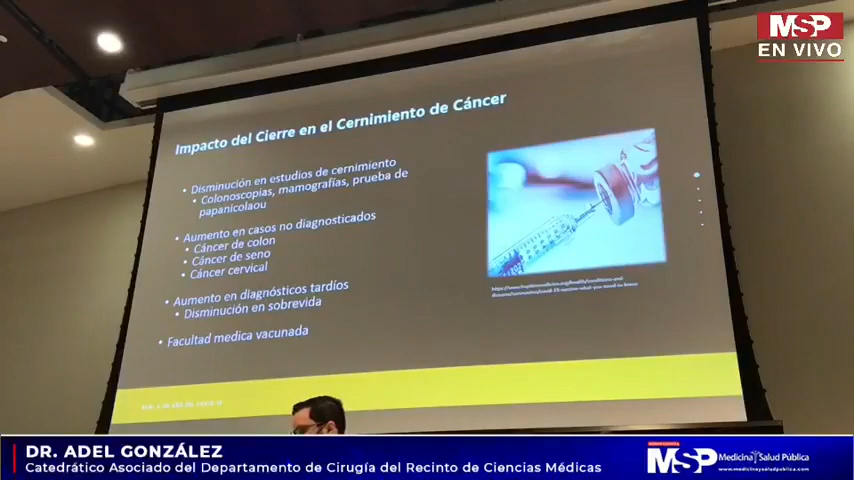 MSP
EN VIVO
Impacto del Cierre en el Cernimiento de Cáncer
• Disminución en estudios de cernimiento
• Colonoscopias, mamografías, prueba de
papanicolaou
• Aumento en casos no diagnosticados
• Cáncer de colon
• Cáncer de seno
• Cáncer cervical
• Aumento en diagnósticos tardíos
• Disminución en sobrevida
• Facultad medica vacunada
DR. ADEL GONZÁLEZ
Catedrático Asociado del Departamento de Cirugía del Recinto de Ciencias Médicas
MSP Medicina y Salud Pública
www.medicinaysaludpublica.com